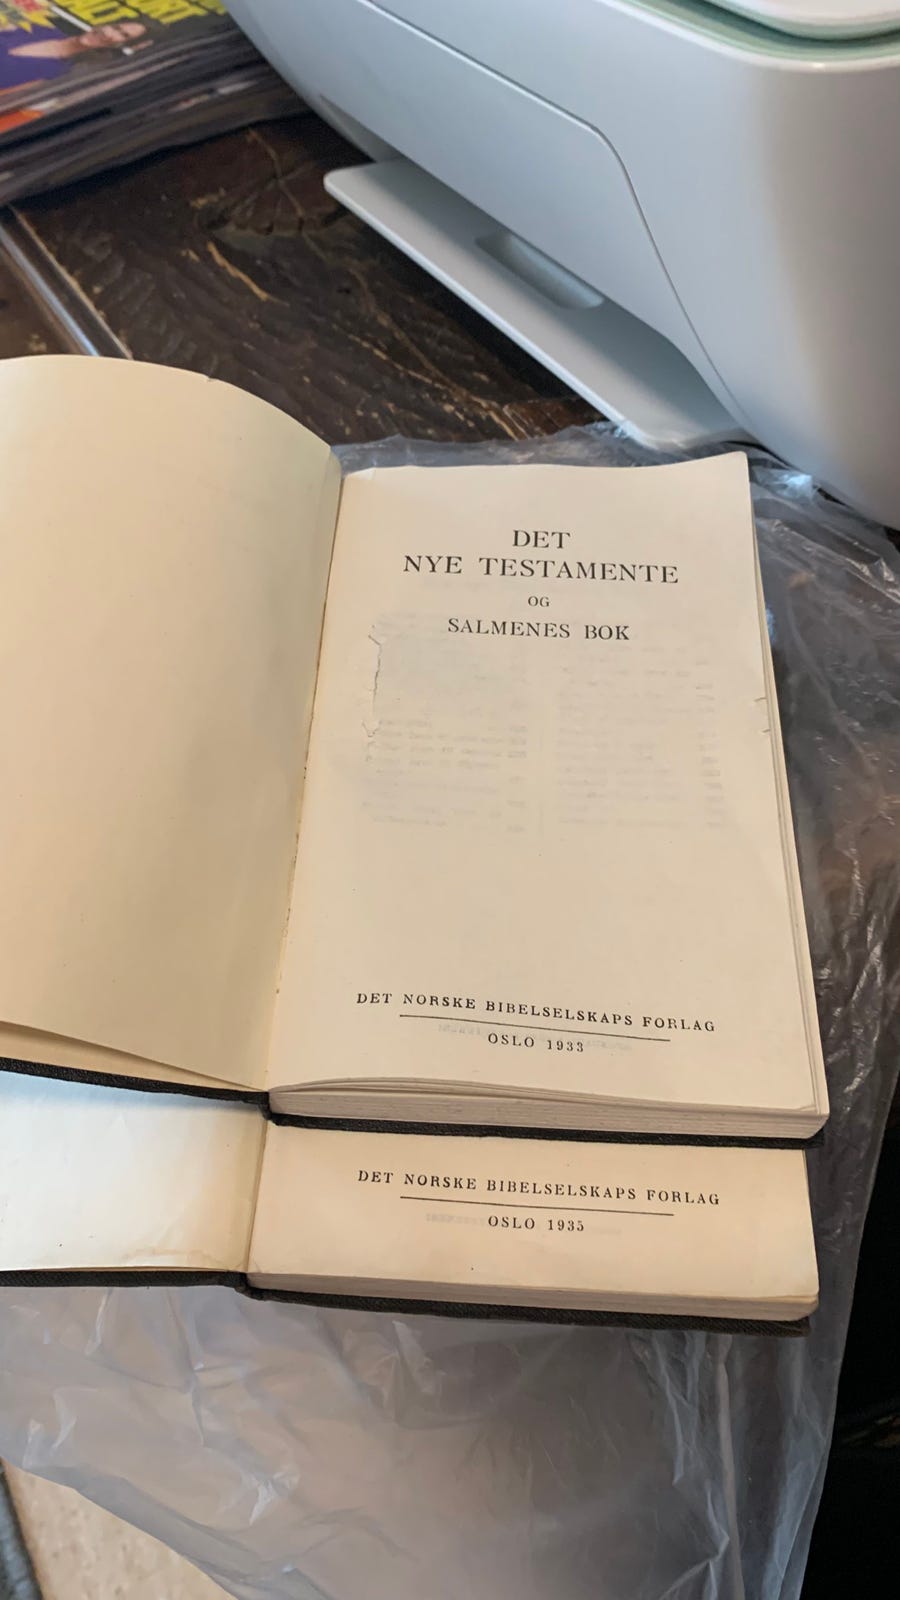 DET
NYE TESTAMENTE
OG
SALMENES BOK
DET NORSKE BIBELSELSKAPS FORLAG
OSLO 1933
DET NORSKE BIBELSELSKAPS FORLAG
OSLO 1935